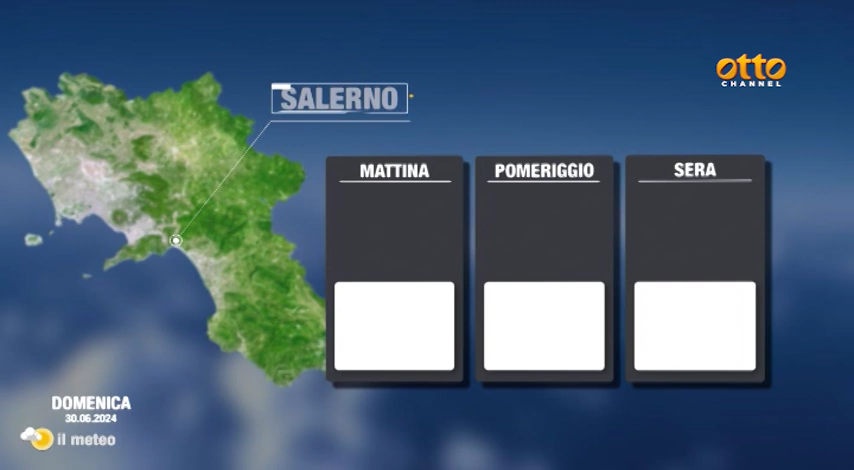 otto
CHANNEL
SALERNO
MATTINA
POMERIGGIO
SERA
DOMENICA
30.06.2024
il meteo